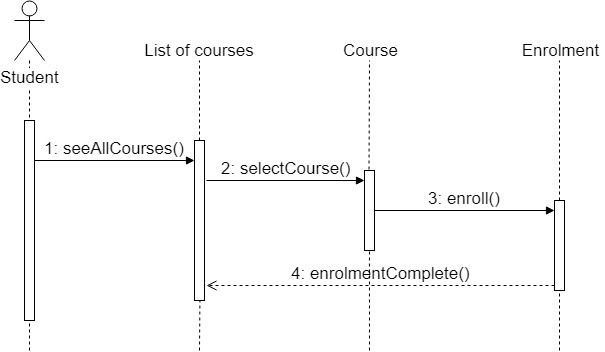 Student
List of courses
Course
Enrolment
1: seeAllCourses()
2: selectCourse()
3: enroll()
4: enrolmentComplete()